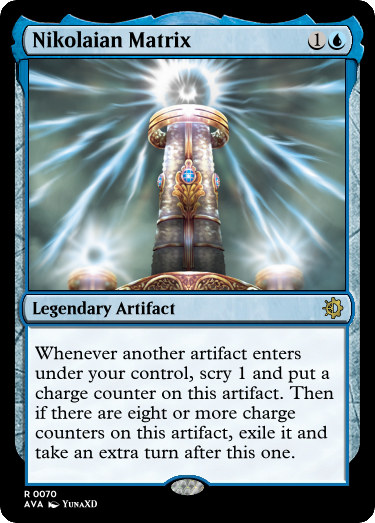 Nikolaian Matrix 1
Legendary Artifact
Whenever another artifact enters
under your control, scry 1 and put a
charge counter on this artifact. Then
if there are eight or more charge
counters on this artifact, exile it and
take an extra turn after this one.
R 0070
AVA YunaXD